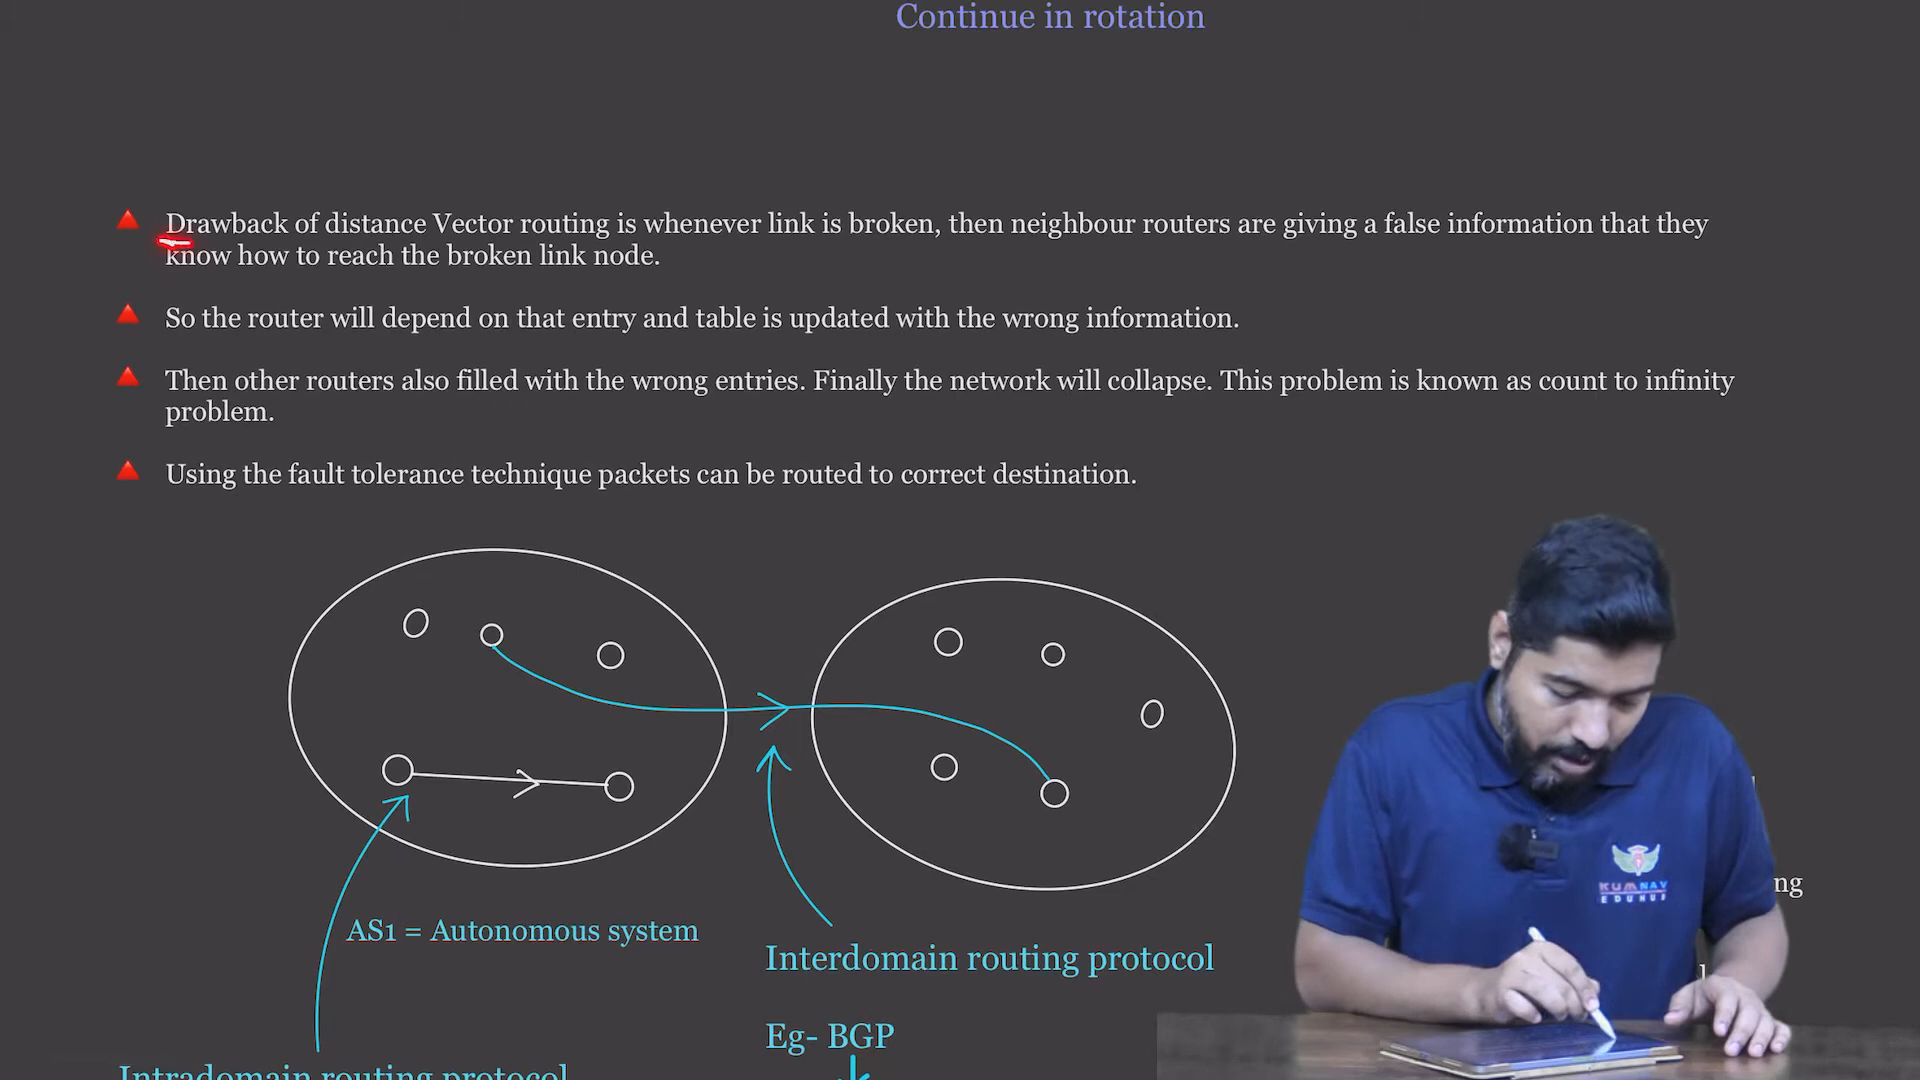 Continue in rotation
Drawback of distance Vector routing is whenever link is broken, then neighbour routers are giving a false information that they
know how to reach the broken link node.
So the router will depend on that entry and table is updated with the wrong information.
Then other routers also filled with the wrong entries. Finally the network will collapse. This problem is known as count to infinity
problem.
Using the fault tolerance technique packets can be routed to correct destination.
AS1 = Autonomous system
Interdomain routing protocol
Eg- BGP
Intradomain routing protocol
KUMNAV
EDUHUB
ng